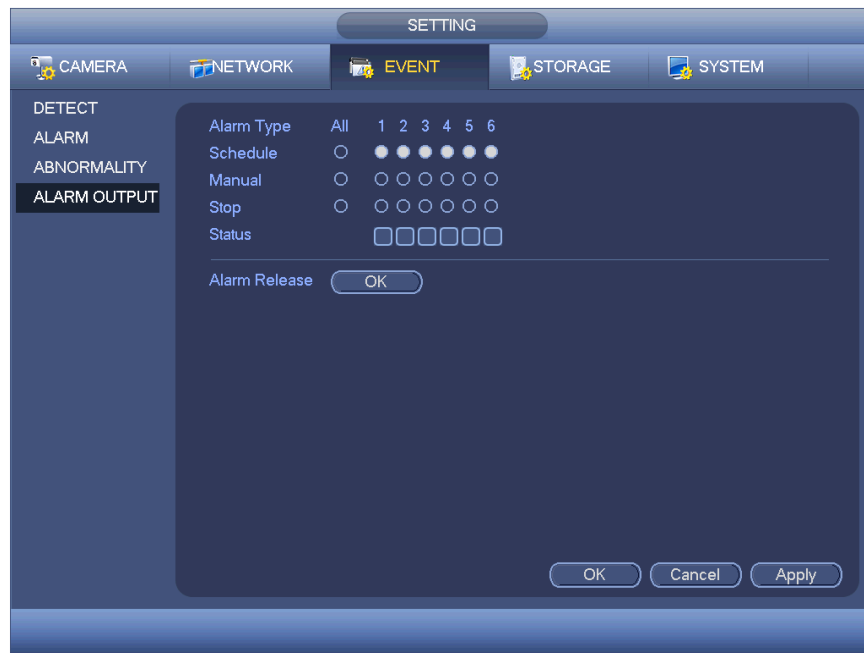 SETTING
CAMERA NETWORK EVENT STORAGE SYSTEM
DETECT
ALARM
ABNORMALITY
ALARM OUTPUT
Alarm Type All 1 2 3 4 5 6
Schedule
Manual
Stop
Status
Alarm Release OK
OK Cancel Apply